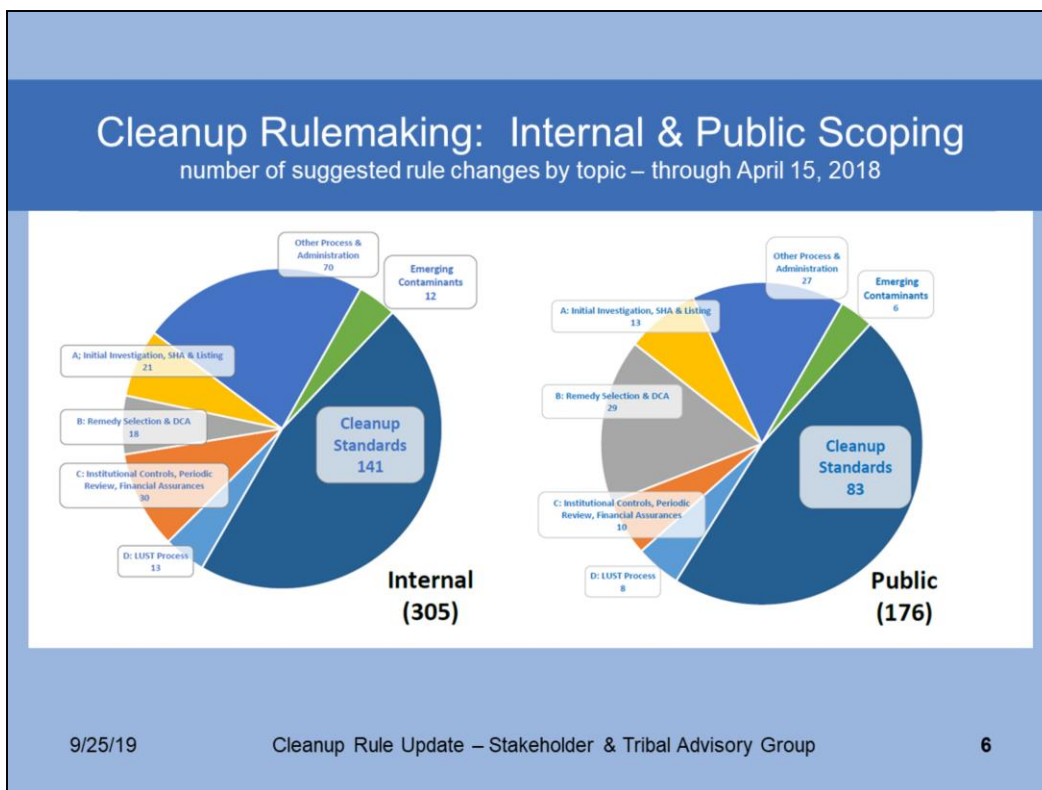 Cleanup Rulemaking: Internal & Public Scoping
number of suggested rule changes by topic – through April 15, 2018
Other Process &
Administration
70
Emerging
Contaminants
12
A; Initial Investigation, SHA & Listing
21
B: Remedy Selection & DCA
18
C: Institutional Controls, Periodic
Review, Financial Assurances
30
D: LUST Process
13
Cleanup
Standards
141
Internal
(305)
Other Process &
Administration
27
Emerging
Contaminants
6
A: Initial Investigation, SHA & Listing
13
B: Remedy Selection & DCA
29
C: Institutional Controls, Periodic
Review, Financial Assurances
10
D: LUST Process
8
Cleanup
Standards
83
Public
(176)
9/25/19
Cleanup Rule Update – Stakeholder & Tribal Advisory Group
6